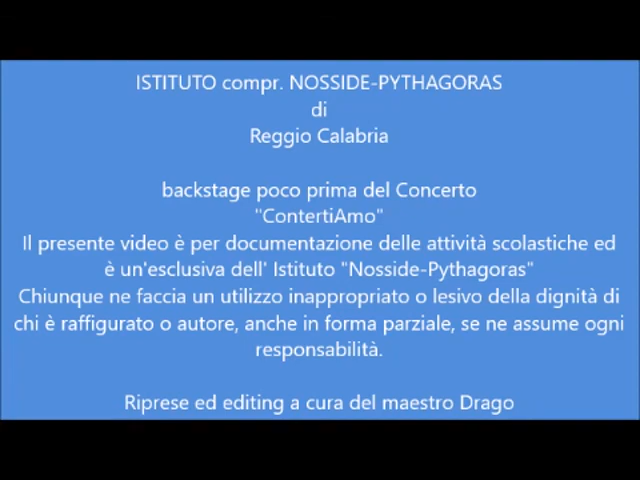 ISTITUTO compr. NOSSIDE-PYTHAGORAS
di
Reggio Calabria
backstage poco prima del Concerto
"ContertiAmo"
Il presente video è per documentazione delle attività scolastiche ed
è un'esclusiva dell' Istituto "Nosside-Pythagoras"
Chiunque ne faccia un utilizzo inappropriato o lesivo della dignità di
chi è raffigurato o autore, anche in forma parziale, se ne assume ogni
responsabilità.
Riprese ed editing a cura del maestro Drago